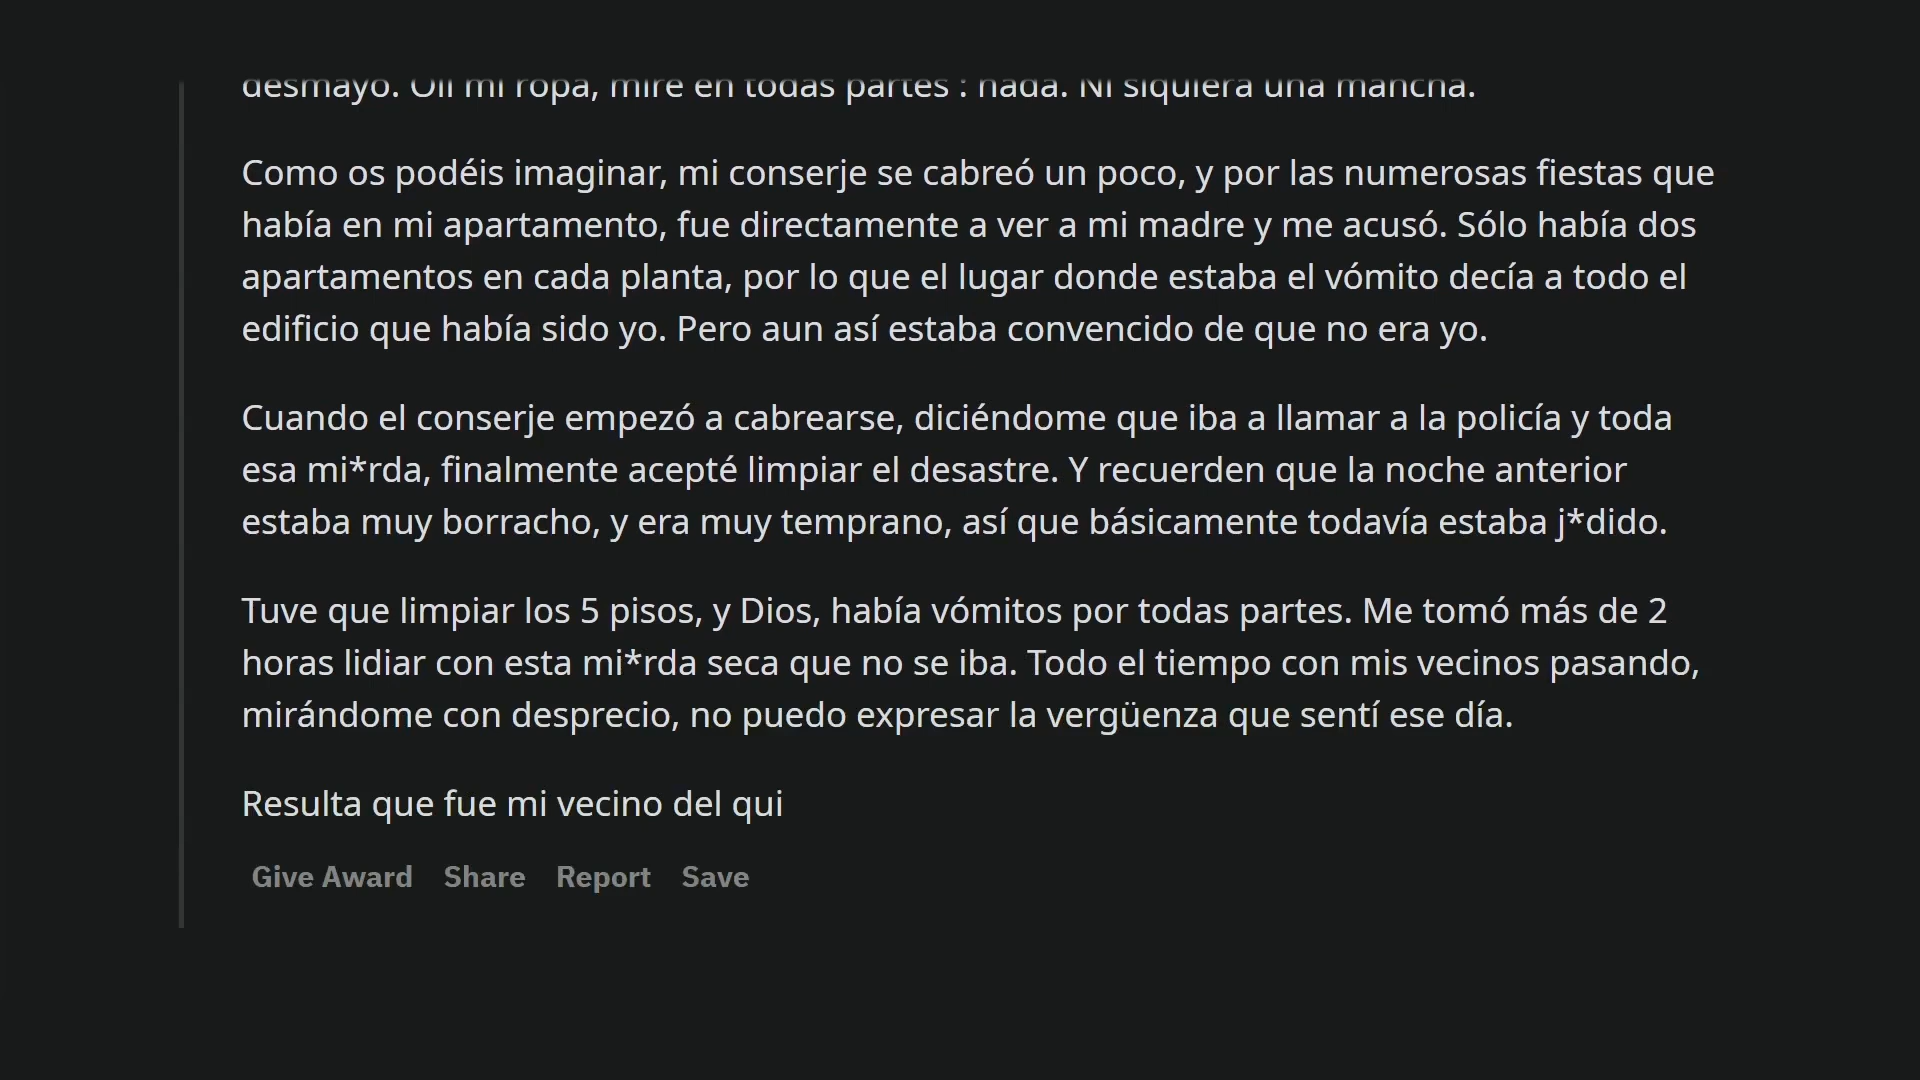 desmayo. Olí mi ropa, miré en todas partes : nada. Ni siquiera una mancha.
Como os podéis imaginar, mi conserje se cabreó un poco, y por las numerosas fiestas que
había en mi apartamento, fue directamente a ver a mi madre y me acusó. Sólo había dos
apartamentos en cada planta, por lo que el lugar donde estaba el vómito decía a todo el
edificio que había sido yo. Pero aun así estaba convencido de que no era yo.
Cuando el conserje empezó a cabrearse, diciéndome que iba a llamar a la policía y toda
esa mi*rda, finalmente acepté limpiar el desastre. Y recuerden que la noche anterior
estaba muy borracho, y era muy temprano, así que básicamente todavía estaba j*dido.
Tuve que limpiar los 5 pisos, y Dios, había vómitos por todas partes. Me tomó más de 2
horas lidiar con esta mi*rda seca que no se iba. Todo el tiempo con mis vecinos pasando,
mirándome con desprecio, no puedo expresar la vergüenza que sentí ese día.
Resulta que fue mi vecino del qui
Give Award Share Report Save